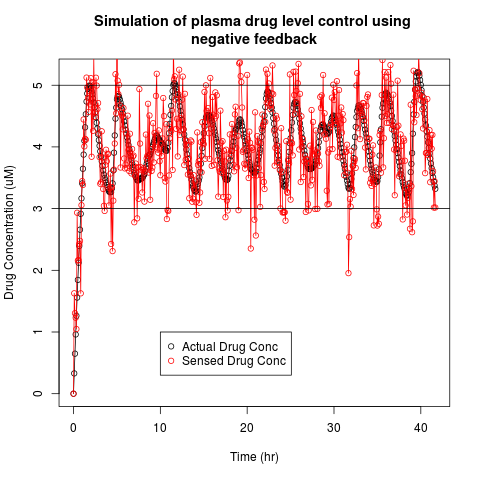 Simulation of plasma drug level control using
negative feedback
Drug Concentration (uM)
5
4
3
2
1
0
Actual Drug Conc
Sensed Drug Conc
0 10 20 30 40
Time (hr)